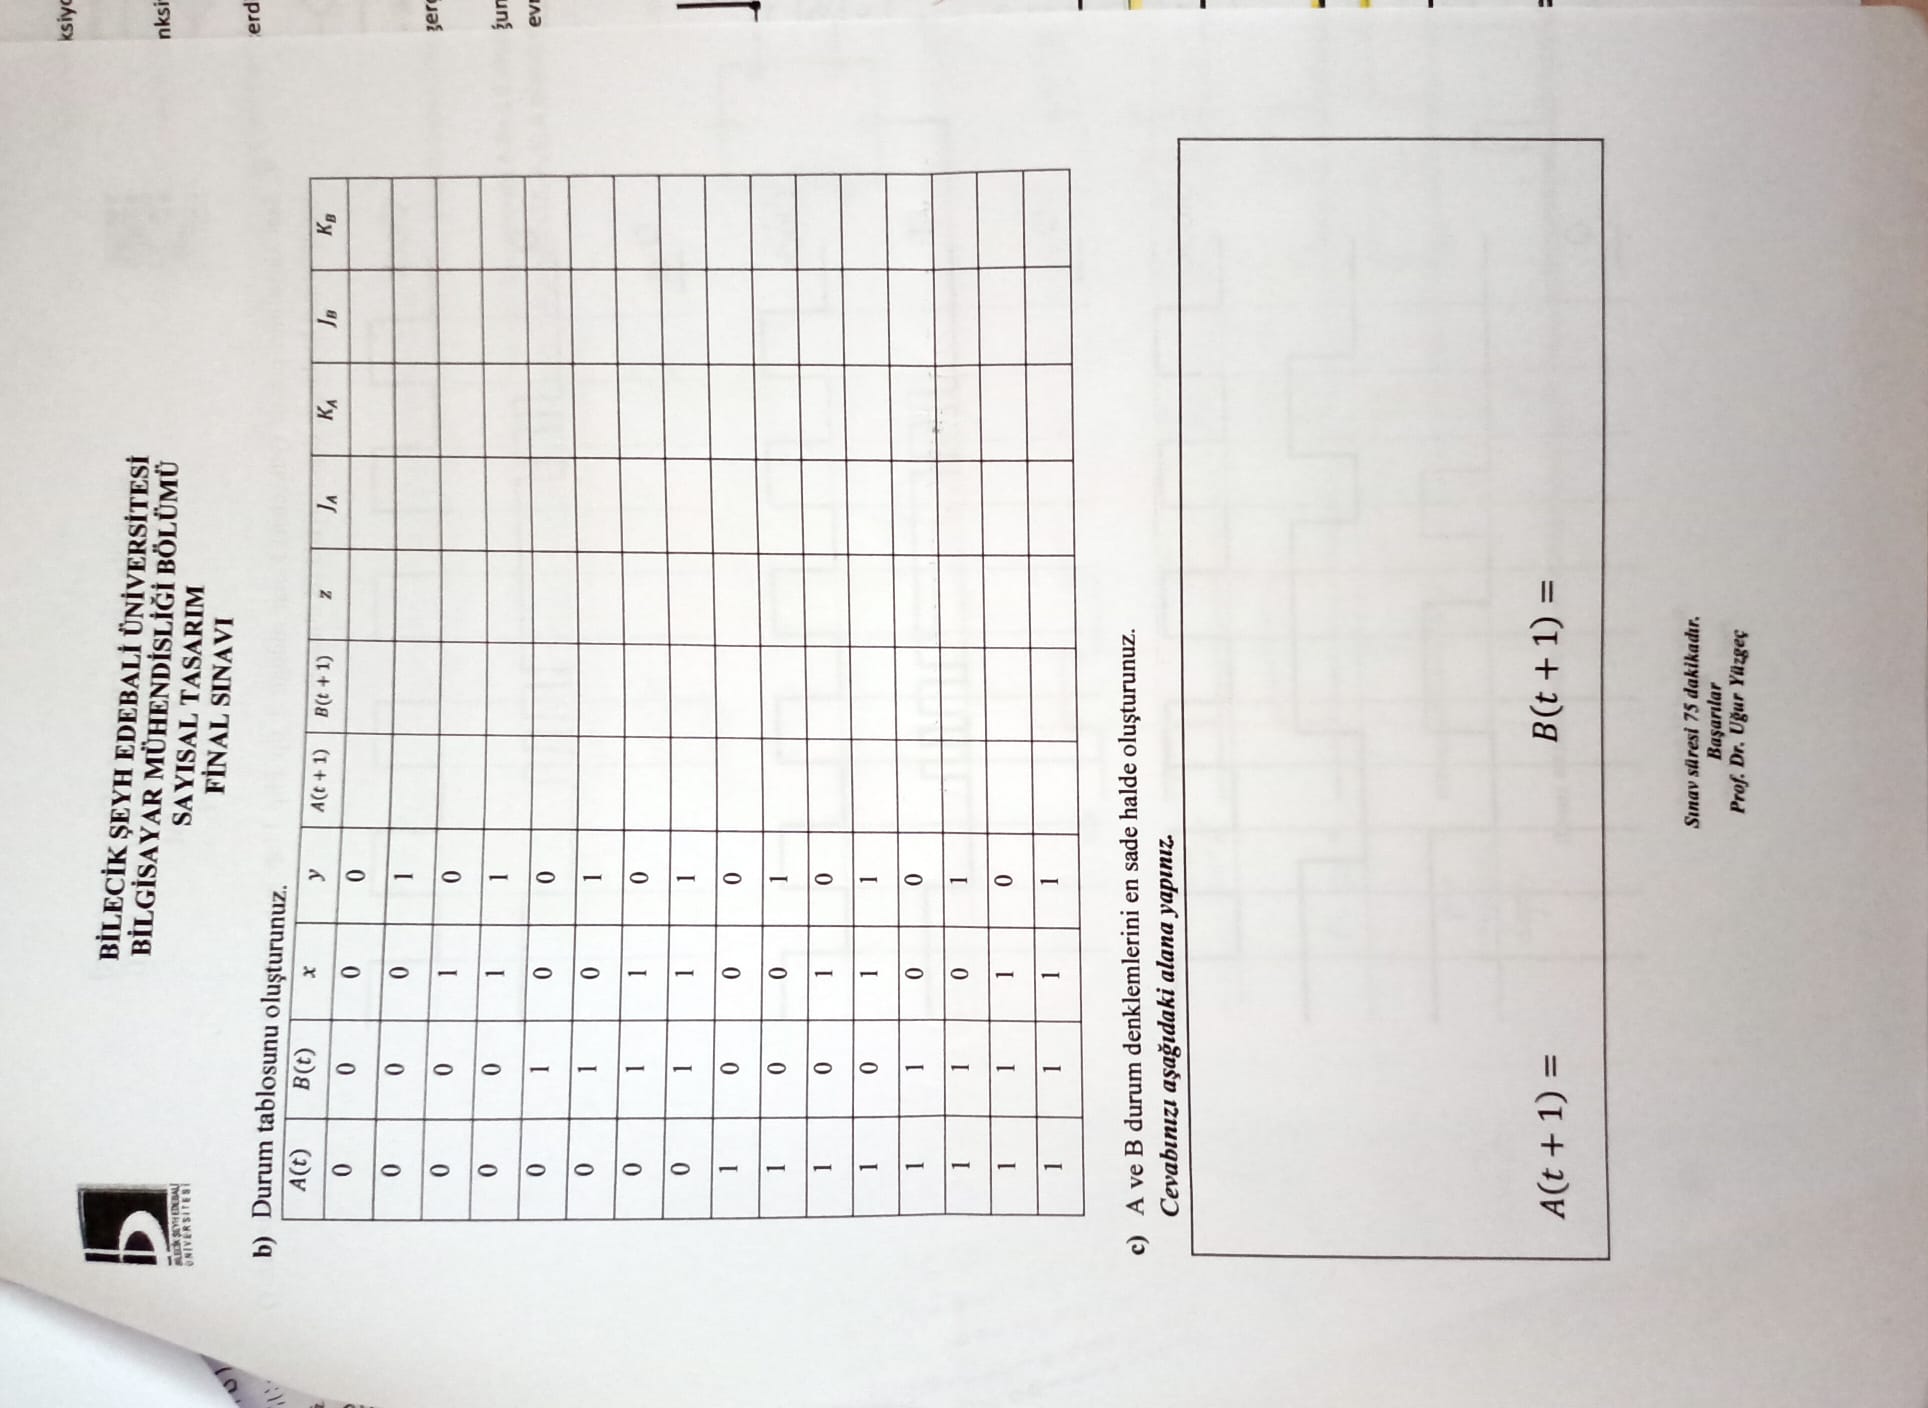 BİLECİK ŞEYH EDEBALİ
ÜNİVERSİTESİ
BİLECİK ŞEYH EDEBALİ ÜNİVERSİTESİ
BİLGİSAYAR MÜHENDİSLİĞİ BÖLÜMÜ
SAYISAL TASARIM
FİNAL SINAVI
b) Durum tablosunu oluşturunuz.
A(t) B(t) x y A(t + 1) B(t + 1) z J_A K_A J_B K_B
0 0 0 0
0 0 0 1
0 0 1 0
0 0 1 1
0 1 0 0
0 1 0 1
0 1 1 0
0 1 1 1
1 0 0 0
1 0 0 1
1 0 1 0
1 0 1 1
1 1 0 0
1 1 0 1
1 1 1 0
1 1 1 1
c) A ve B durum denklemlerini en sade halde oluşturunuz.
Cevabınızı aşağıdaki alana yapınız.
A(t + 1) = B(t + 1) =
Sınav süresi 75 dakikadır.
Başarılar
Prof. Dr. Uğur Yüzgeç